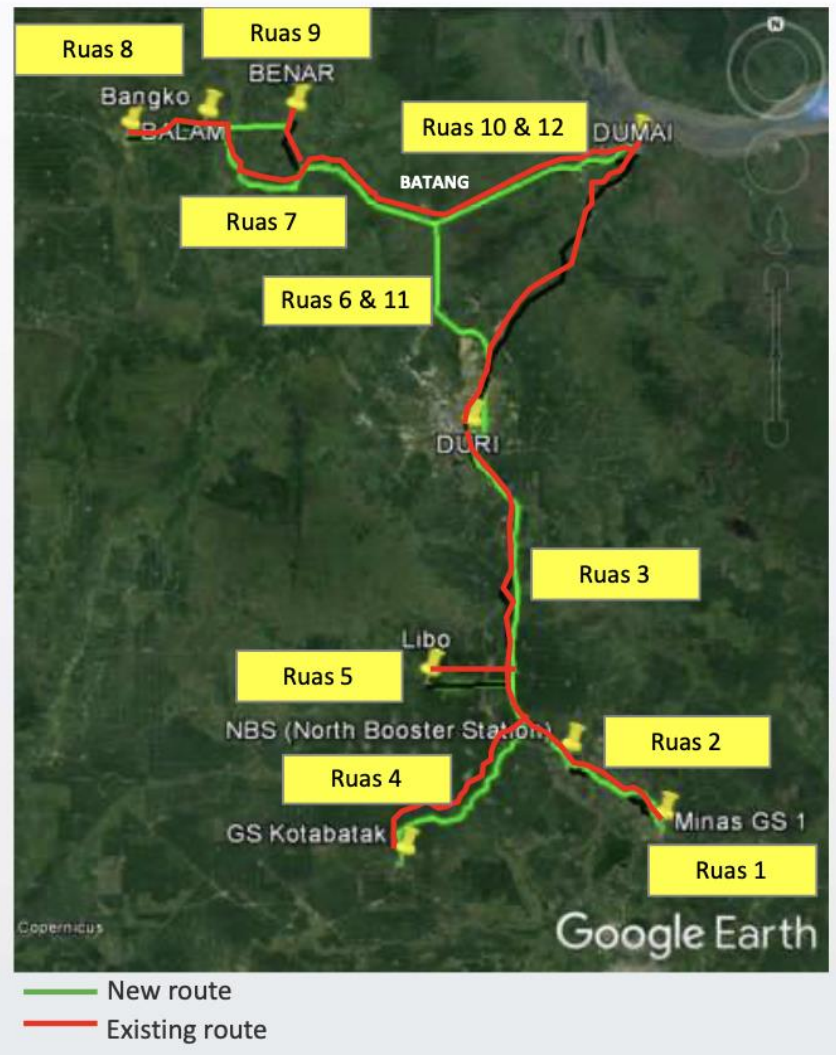 N
Ruas 9
Ruas 8
BENAR
Bangko
BALAM
Ruas 10 & 12
DUMAI
BATANG
Ruas 7
Ruas 6 & 11
DURI
Ruas 3
Libo
Ruas 5
NBS (North Booster Station)
Ruas 2
Ruas 4
Minas GS 1
GS Kotabatak
Ruas 1
Copernicus
Google Earth
New route
Existing route